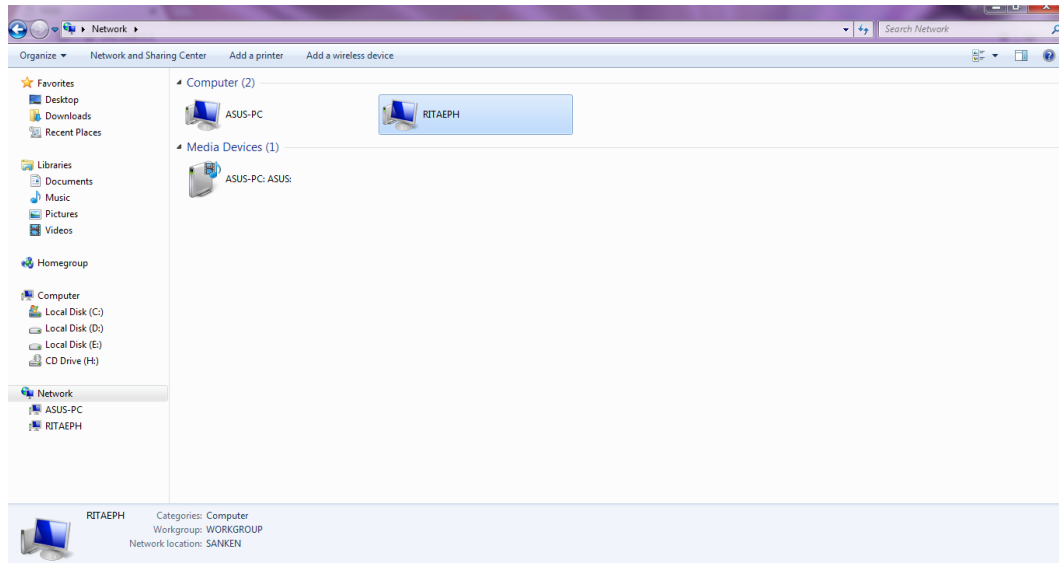 Network
Search Network
Organize
Network and Sharing Center
Add a printer
Add a wireless device
Favorites
Desktop
Downloads
Recent Places
Libraries
Documents
Music
Pictures
Videos
Homegroup
Computer
Local Disk (C:)
Local Disk (D:)
Local Disk (E:)
CD Drive (H:)
Network
ASUS-PC
RITAEPH
Computer (2)
ASUS-PC
RITAEPH
Media Devices (1)
ASUS-PC: ASUS:
RITAEPH
Categories: Computer
Workgroup: WORKGROUP
Network location: SANKEN